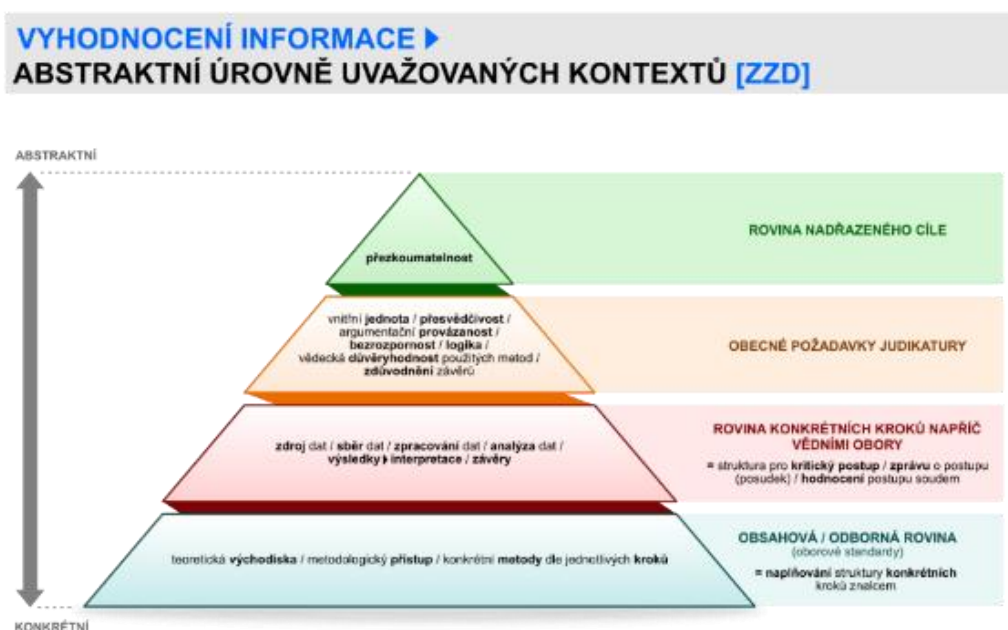 VYHODNOCENÍ INFORMACE ▶
ABSTRAKTNÍ ÚROVNĚ UVAŽOVANÝCH KONTEXTŮ [ZZD]
ABSTRAKTNÍ
přezkoumatelnost
ROVINA NADŘAZENÉHO CÍLE
vnitřní jednota / přesvědčivost /
argumentační provázanost /
bezrozpornost / logika /
vědecká důvěryhodnost použitých metod /
zdůvodnění závěrů
OBECNÉ POŽADAVKY JUDIKATURY
zdroj dat / sběr dat / zpracování dat / analýza dat /
výsledky ▶ interpretace / závěry
ROVINA KONKRÉTNÍCH KROKŮ NAPŘÍČ
VĚDNÍMI OBORY
= struktura pro kritický postup / zprávu o postupu
(posudek) / hodnocení postupu soudem
teoretická východiska / metodologický přístup / konkrétní metody dle jednotlivých kroků
OBSAHOVÁ / ODBORNÁ ROVINA
(oborové standardy)
= naplňování struktury konkrétních
kroků znalcem
KONKRÉTNÍ